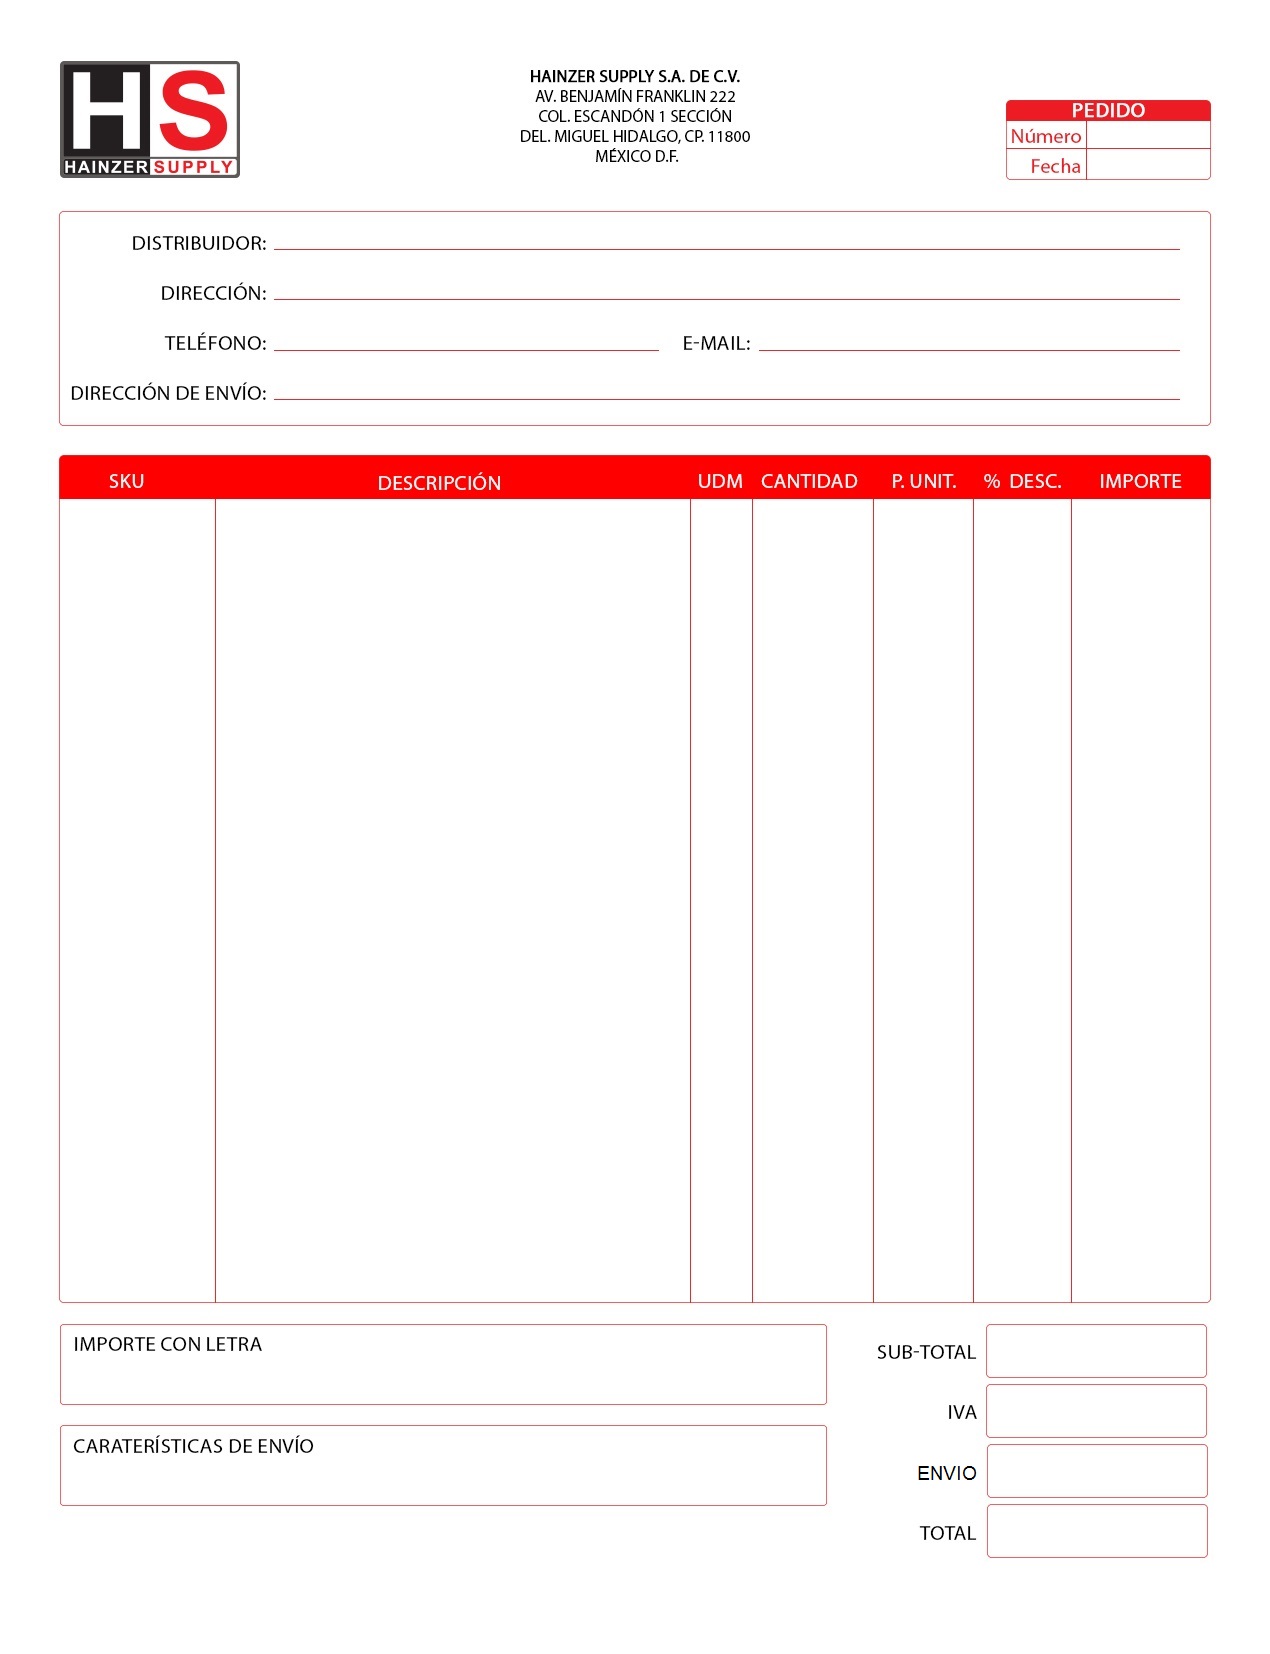 HS
HAINZER SUPPLY
HAINZER SUPPLY S.A. DE C.V.
AV. BENJAMÍN FRANKLIN 222
COL. ESCANDÓN 1 SECCIÓN
DEL. MIGUEL HIDALGO, CP. 11800
MÉXICO D.F.
PEDIDO
Número
Fecha
DISTRIBUIDOR:
DIRECCIÓN:
TELÉFONO: E-MAIL:
DIRECCIÓN DE ENVÍO:
SKU DESCRIPCIÓN UDM CANTIDAD P. UNIT. % DESC. IMPORTE
IMPORTE CON LETRA
CARATERÍSTICAS DE ENVÍO
SUB-TOTAL
IVA
ENVIO
TOTAL